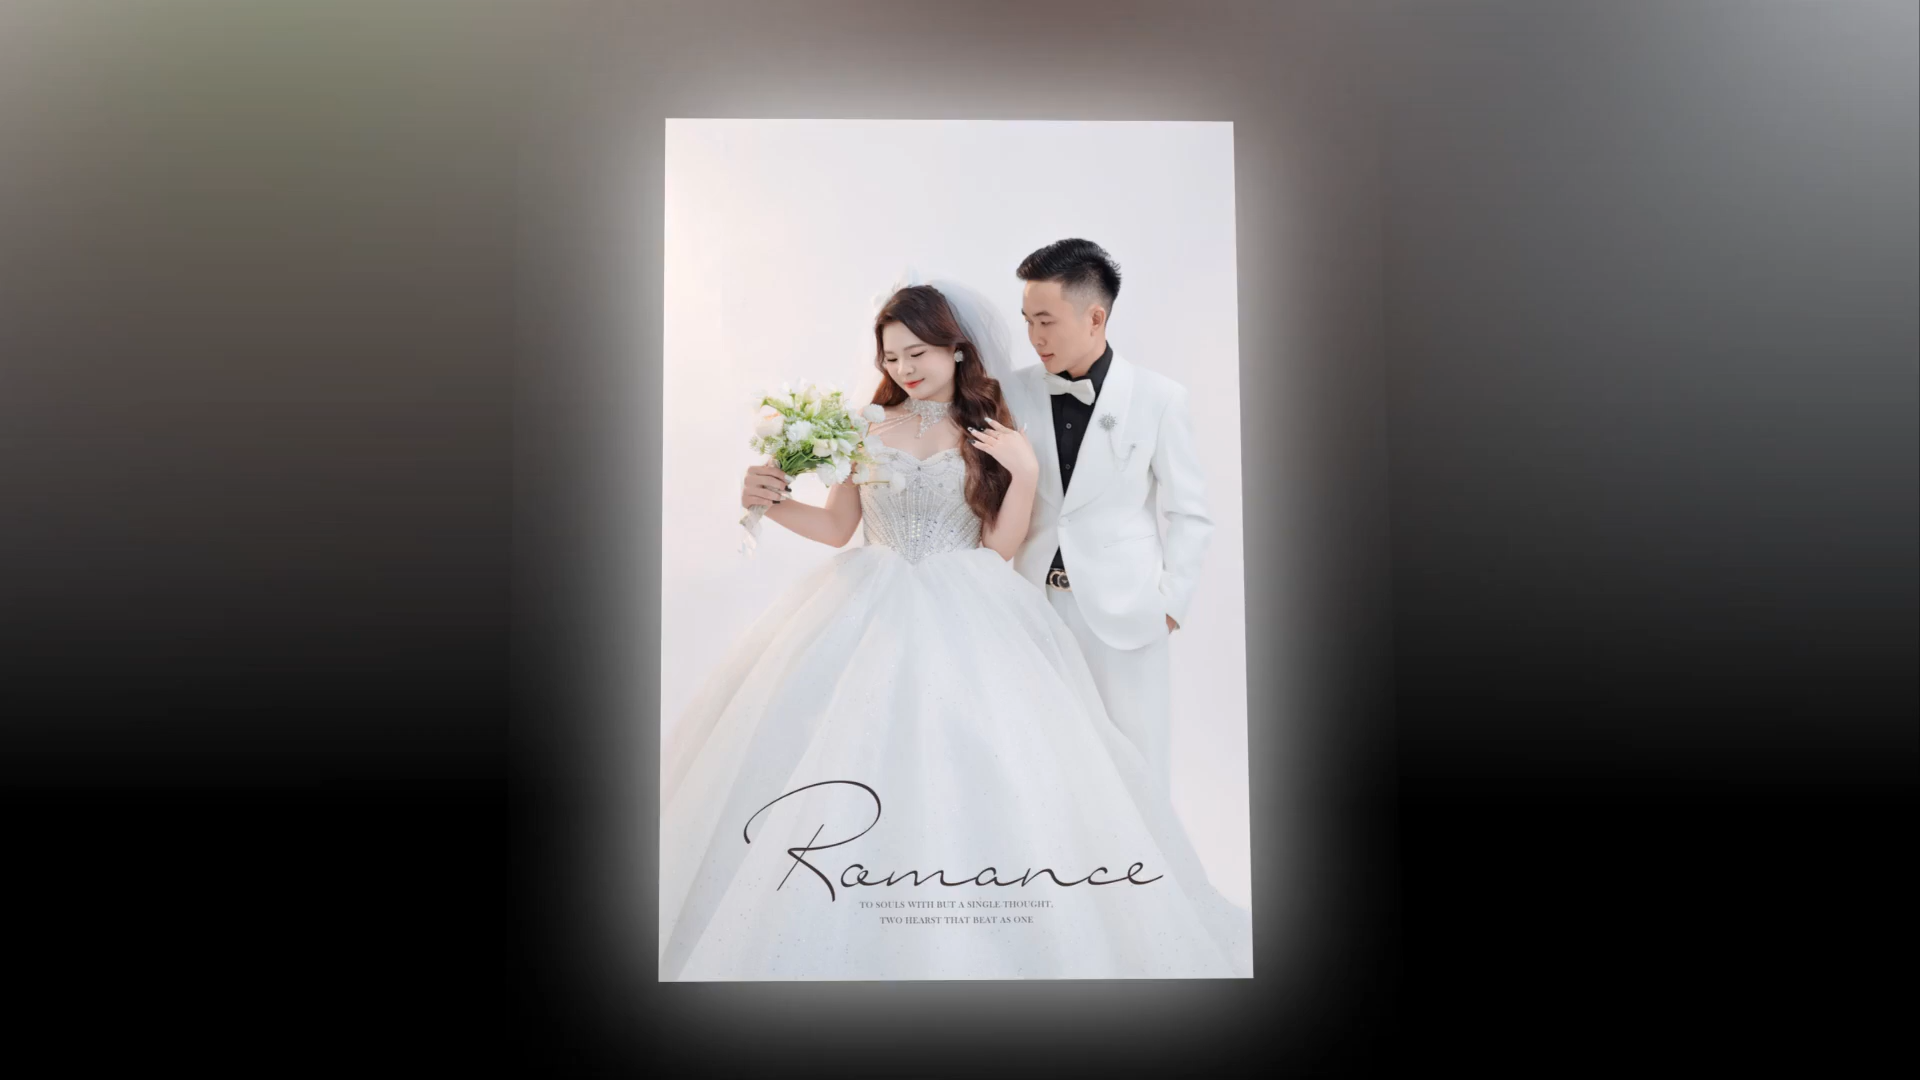 Romance
TO SOULS WITH BUT A SINGLE THOUGHT,
TWO HEARST THAT BEAT AS ONE